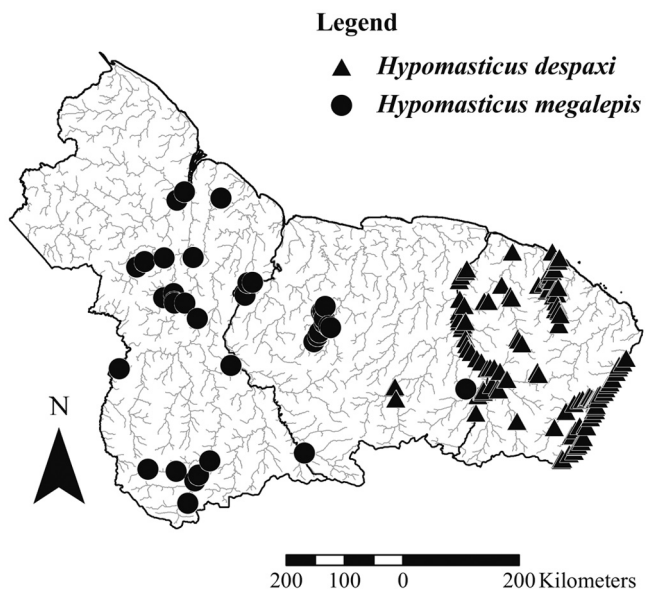 Legend
Hypomasticus despaxi
Hypomasticus megalepis
N
200 100 0 200 Kilometers